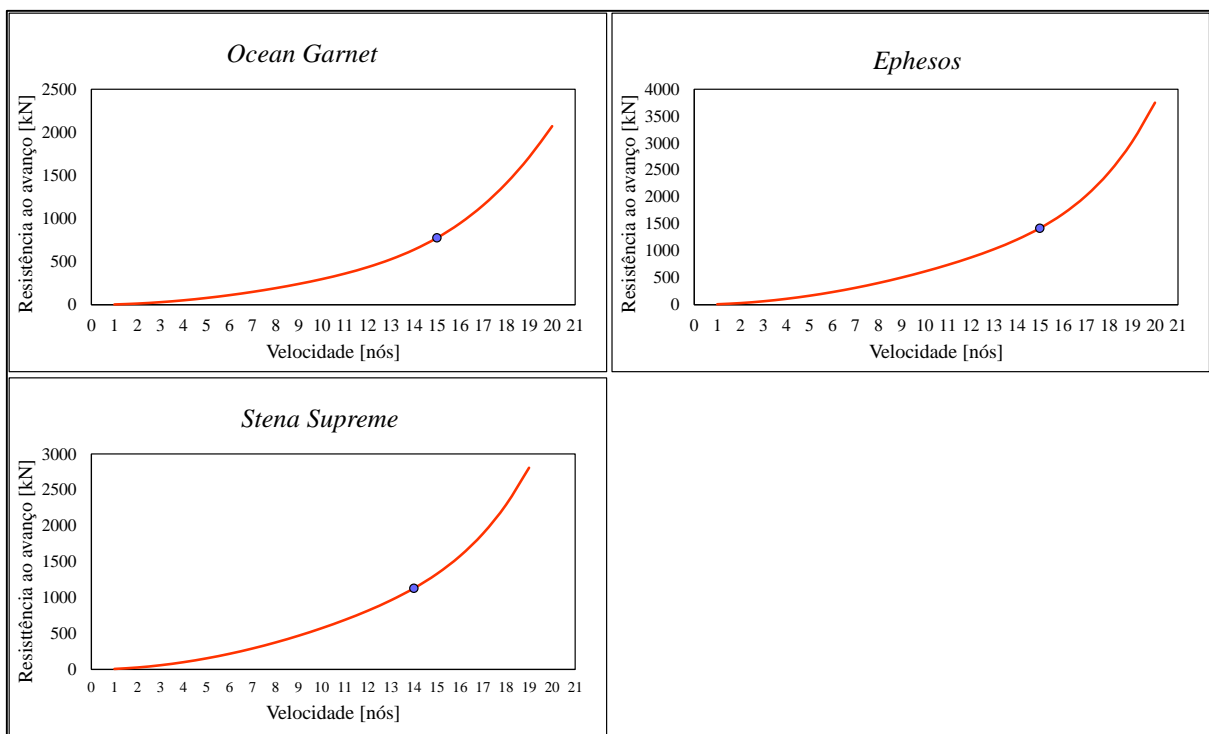 Ocean Garnet
Resistência ao avanço [kN]
2500
2000
1500
1000
500
0
0 1 2 3 4 5 6 7 8 9 10 11 12 13 14 15 16 17 18 19 20 21
Velocidade [nós]
Ephesos
Resistência ao avanço [kN]
4000
3500
3000
2500
2000
1500
1000
500
0
0 1 2 3 4 5 6 7 8 9 10 11 12 13 14 15 16 17 18 19 20 21
Velocidade [nós]
Stena Supreme
Resisttência ao avanço [kN]
3000
2500
2000
1500
1000
500
0
0 1 2 3 4 5 6 7 8 9 10 11 12 13 14 15 16 17 18 19 20 21
Velocidade [nós]